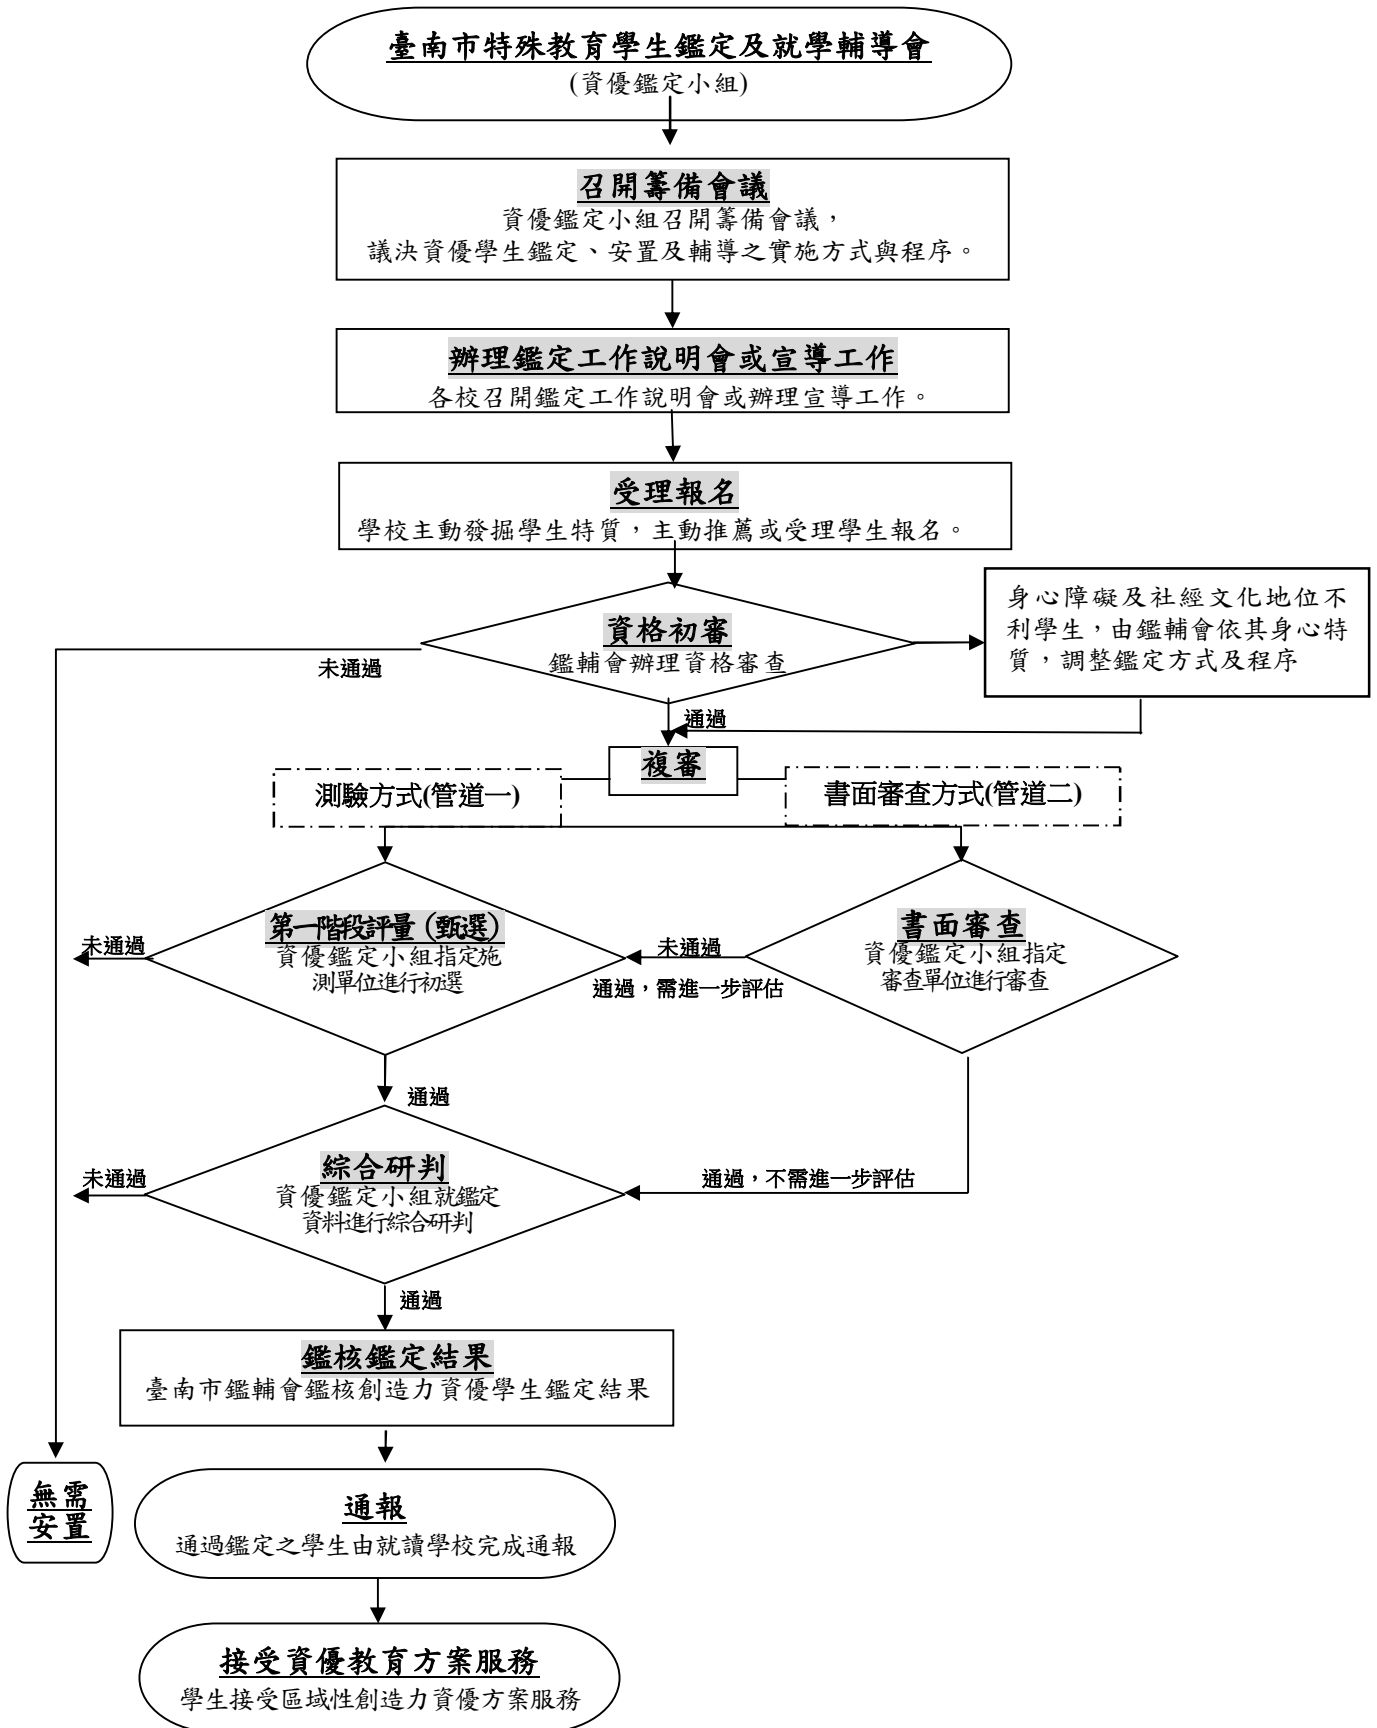 臺南市特殊教育學生鑑定及就學輔導會
(資優鑑定小組)
召開籌備會議
資優鑑定小組召開籌備會議，
議決資優學生鑑定、安置及輔導之實施方式與程序。
辦理鑑定工作說明會或宣導工作
各校召開鑑定工作說明會或辦理宣導工作。
受理報名
學校主動發掘學生特質，主動推薦或受理學生報名。
資格初審
鑑輔會辦理資格審查
身心障礙及社經文化地位不
利學生，由鑑輔會依其身心特
質，調整鑑定方式及程序
未通過
通過
複審
測驗方式(管道一)
書面審查方式(管道二)
第一階段評量（甄選）
資優鑑定小組指定施
測單位進行初選
未通過
未通過
通過，需進一步評估
書面審查
資優鑑定小組指定
審查單位進行審查
通過
綜合研判
資優鑑定小組就鑑定
資料進行綜合研判
未通過
通過，不需進一步評估
通過
鑑核鑑定結果
臺南市鑑輔會鑑核創造力資優學生鑑定結果
無需
安置
通報
通過鑑定之學生由就讀學校完成通報
接受資優教育方案服務
學生接受區域性創造力資優方案服務